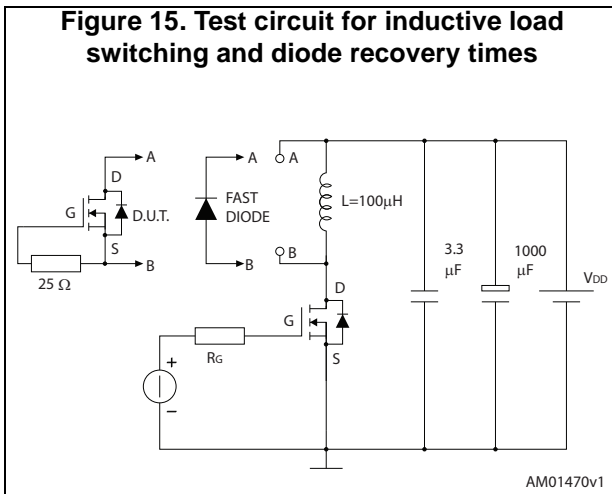 Figure 15. Test circuit for inductive load
switching and diode recovery times
A
D
G
D.U.T.
S
B
25 Ω
A
FAST
DIODE
B
A
L=100μH
B
D
G
S
RG
+
−
3.3
μF
1000
μF
VDD
AM01470v1